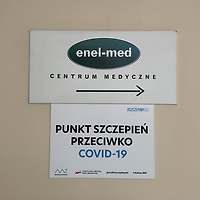 enel-med
CENTRUM MEDYCZNE
PUNKT SZCZEPIEŃ
PRZECIWKO
COVID-19